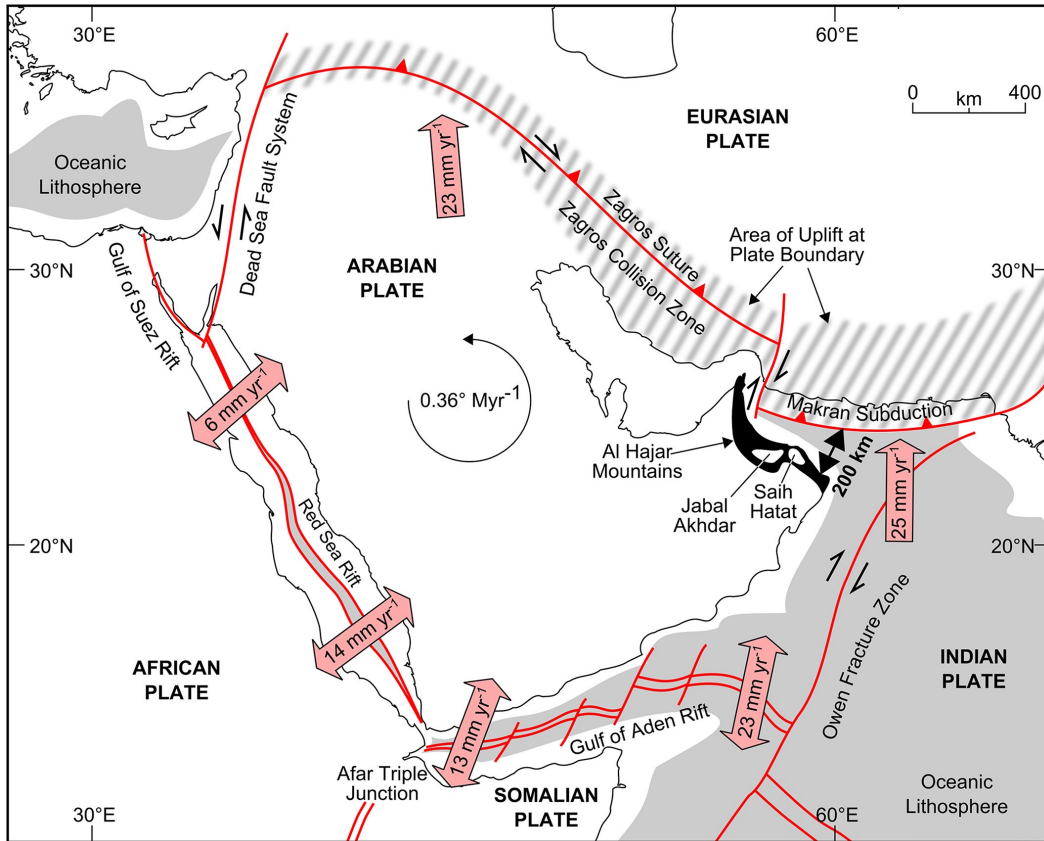 30°E
60°E
0
400
km
EURASIAN
PLATE
Oceanic
Lithosphere
Dead Sea Fault System
23 mm yr-1
Zagros Suture
Zagros Collision Zone
Area of Uplift at
Plate Boundary
30°N
30°N
ARABIAN
PLATE
Gulf of Suez Rift
6 mm yr-1
0.36° Myr-1
Makran Subduction
Al Hajar
Mountains
200 km
Jabal
Akhdar
Saih
Hatat
25 mm yr-1
Red Sea Rift
20°N
20°N
14 mm yr-1
AFRICAN
PLATE
Owen Fracture Zone
INDIAN
PLATE
13 mm yr-1
Gulf of Aden Rift
23 mm yr-1
Afar Triple
Junction
SOMALIAN
PLATE
Oceanic
Lithosphere
30°E
60°E